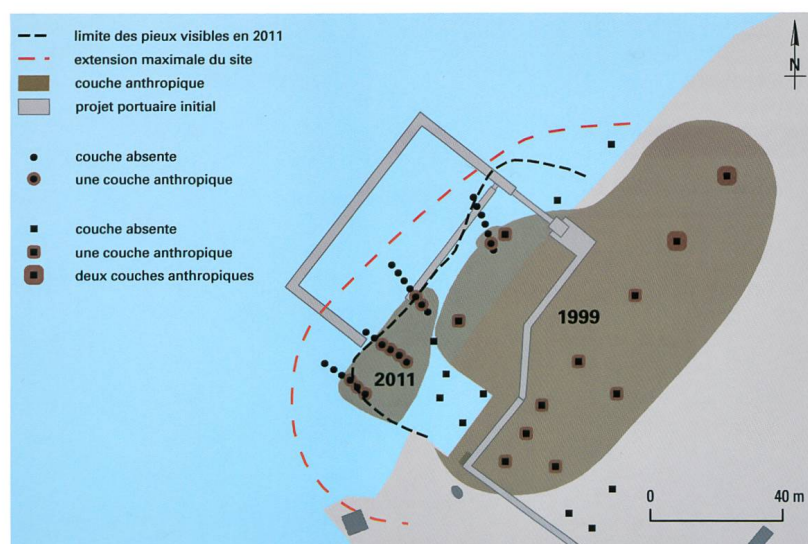 limite des pieux visibles en 2011
extension maximale du site
couche anthropique
projet portuaire initial
couche absente
une couche anthropique
couche absente
une couche anthropique
deux couches anthropiques
N
1999
2011
0 40 m